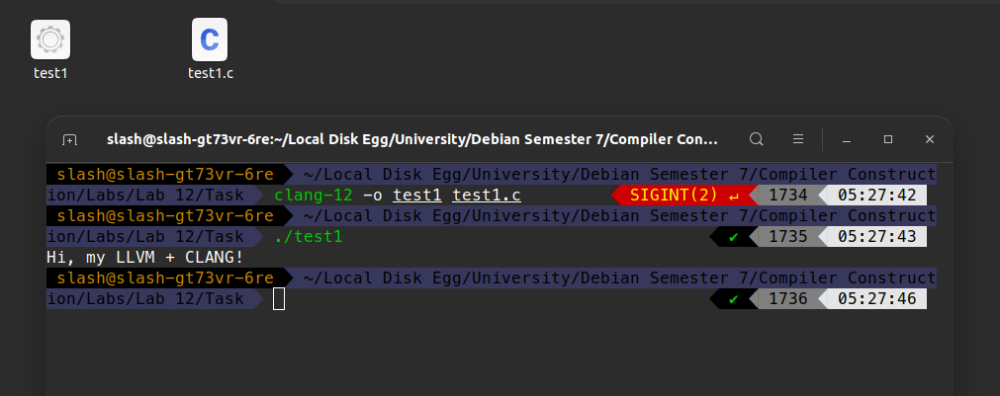 test1 test1.c
slash@slash-gt73vr-6re:~/Local Disk Egg/University/Debian Semester 7/Compiler Con...
slash@slash-gt73vr-6re ~/Local Disk Egg/University/Debian Semester 7/Compiler Construct
ion/Labs/Lab 12/Task clang-12 -o test1 test1.c SIGINT(2) ↵ 1734 05:27:42
slash@slash-gt73vr-6re ~/Local Disk Egg/University/Debian Semester 7/Compiler Construct
ion/Labs/Lab 12/Task ./test1 ✔ 1735 05:27:43
Hi, my LLVM + CLANG!
slash@slash-gt73vr-6re ~/Local Disk Egg/University/Debian Semester 7/Compiler Construct
ion/Labs/Lab 12/Task ✔ 1736 05:27:46